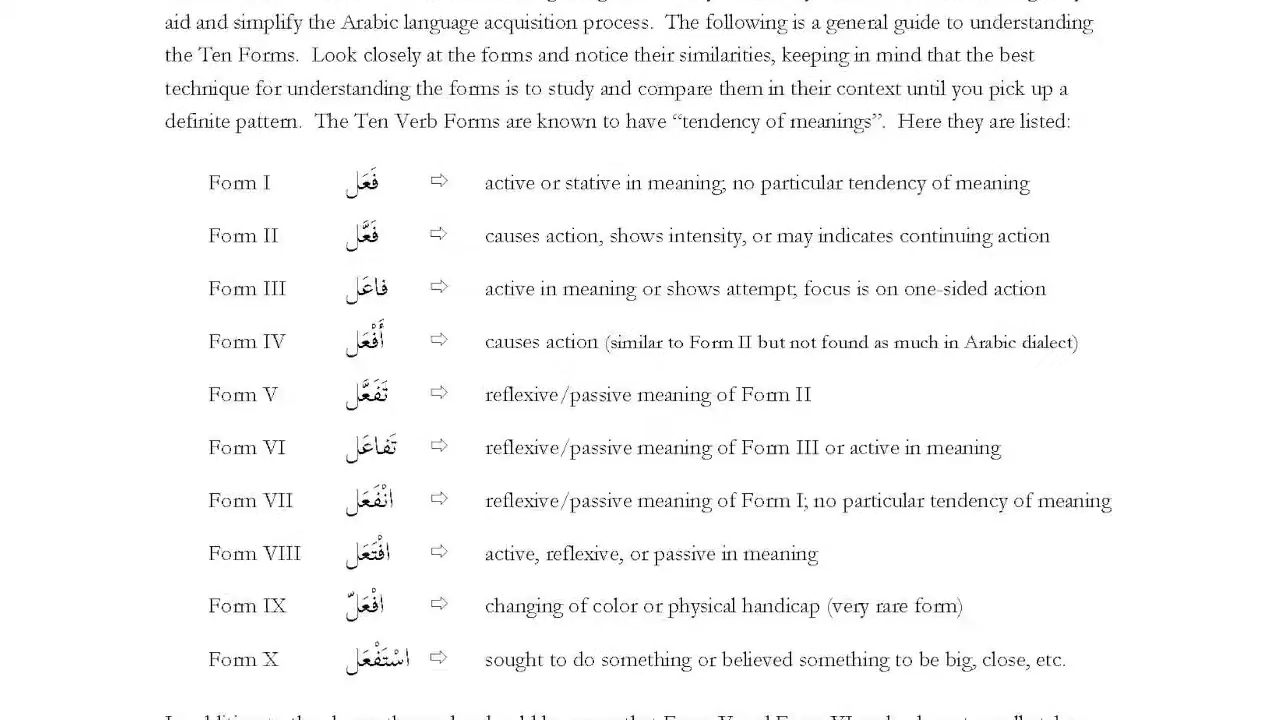 aid and simplify the Arabic language acquisition process. The following is a general guide to understanding
the Ten Forms. Look closely at the forms and notice their similarities, keeping in mind that the best
technique for understanding the forms is to study and compare them in their context until you pick up a
definite pattern. The Ten Verb Forms are known to have “tendency of meanings”. Here they are listed:
Form I فَعَل ⇨ active or stative in meaning; no particular tendency of meaning
Form II فَعَّل ⇨ causes action, shows intensity, or may indicates continuing action
Form III فاعَل ⇨ active in meaning or shows attempt; focus is on one-sided action
Form IV أَفْعَل ⇨ causes action (similar to Form II but not found as much in Arabic dialect)
Form V تَفَعَّل ⇨ reflexive/passive meaning of Form II
Form VI تَفاعَل ⇨ reflexive/passive meaning of Form III or active in meaning
Form VII انْفَعَل ⇨ reflexive/passive meaning of Form I; no particular tendency of meaning
Form VIII افْتَعَل ⇨ active, reflexive, or passive in meaning
Form IX افْعَلّ ⇨ changing of color or physical handicap (very rare form)
Form X اسْتَفْعَل ⇨ sought to do something or believed something to be big, close, etc.